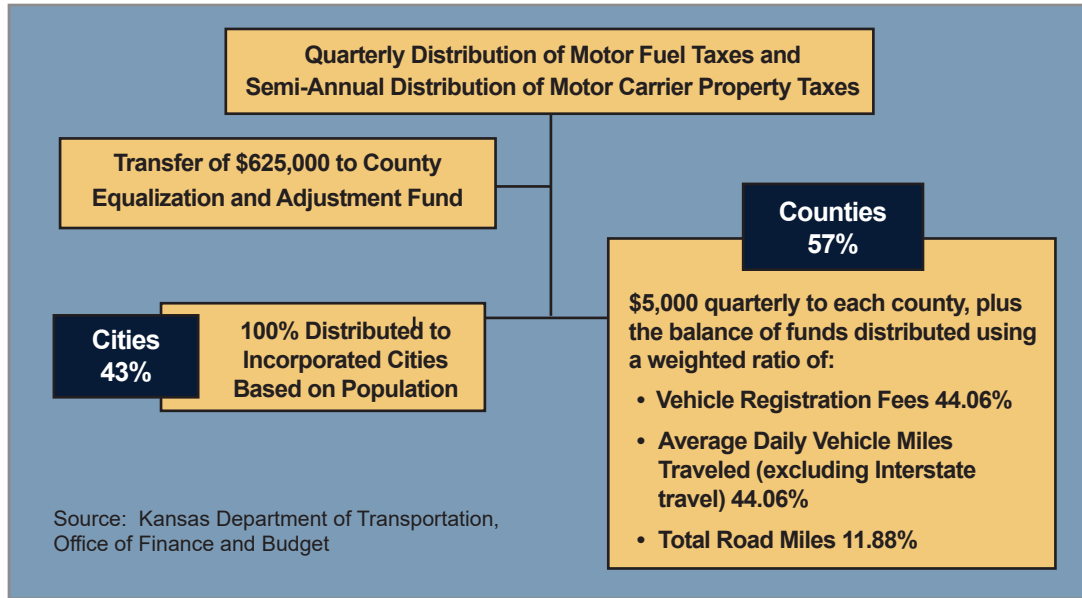 Quarterly Distribution of Motor Fuel Taxes and
Semi-Annual Distribution of Motor Carrier Property Taxes
Transfer of $625,000 to County
Equalization and Adjustment Fund
Cities
43%
100% Distributed to
Incorporated Cities
Based on Population
Counties
57%
$5,000 quarterly to each county, plus
the balance of funds distributed using
a weighted ratio of:
• Vehicle Registration Fees 44.06%
• Average Daily Vehicle Miles
Traveled (excluding Interstate
travel) 44.06%
• Total Road Miles 11.88%
Source: Kansas Department of Transportation,
Office of Finance and Budget